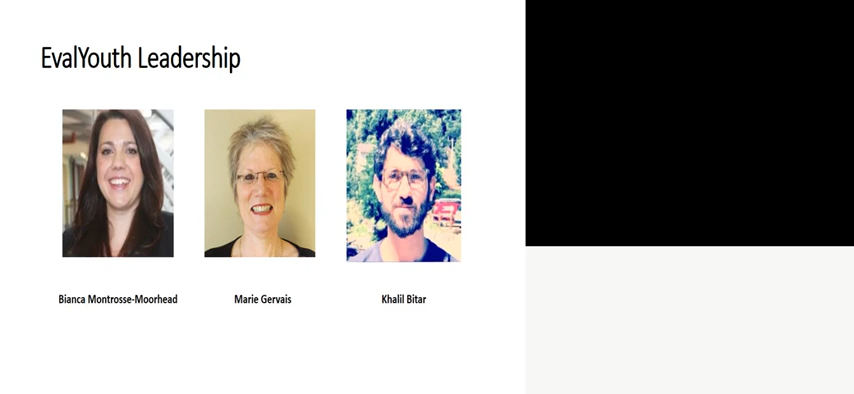 EvalYouth Leadership
Bianca Montrosse-Moorhead
Marie Gervais
Khalil Bitar